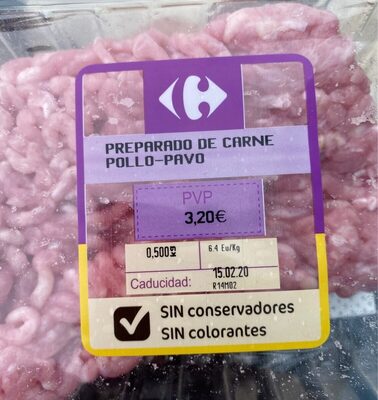 PREPARADO DE CARNE
POLLO-PAVO
PVP
3,20€
0,500kg
6.4 Eu/Kg
Caducidad:
15.02.20
R14M02
SIN conservadores
SIN colorantes